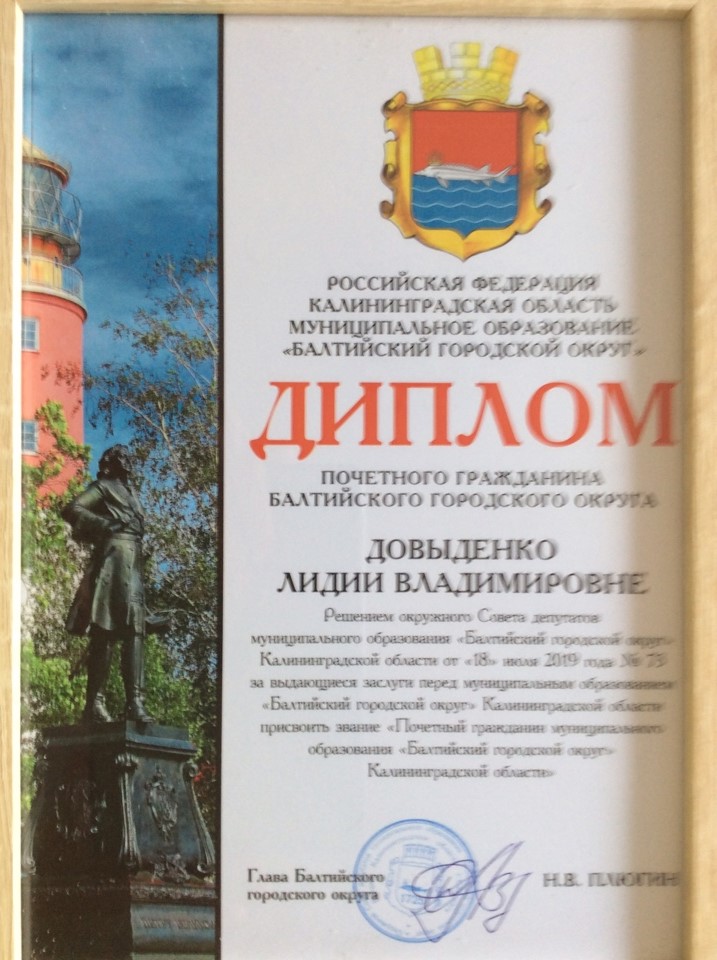 РОССИЙСКАЯ ФЕДЕРАЦИЯ
КАЛИНИНГРАДСКАЯ ОБЛАСТЬ
МУНИЦИПАЛЬНОЕ ОБРАЗОВАНИЕ
«БАЛТИЙСКИЙ ГОРОДСКОЙ ОКРУГ»
ДИПЛОМ
ПОЧЕТНОГО ГРАЖДАНИНА
БАЛТИЙСКОГО ГОРОДСКОГО ОКРУГА
ДОВЫДЕНКО
ЛИДИИ ВЛАДИМИРОВНЕ
Решением окружного Совета депутатов
муниципального образования «Балтийский городской округ»
Калининградской области от «18» июля 2019 года № 73
за выдающиеся заслуги перед муниципальным образованием
«Балтийский городской округ» Калининградской области
присвоить звание «Почетный гражданин муниципального
образования «Балтийский городской округ»
Калининградской области»
Глава Балтийского
городского округа
Н.В. ПЛЮГИН